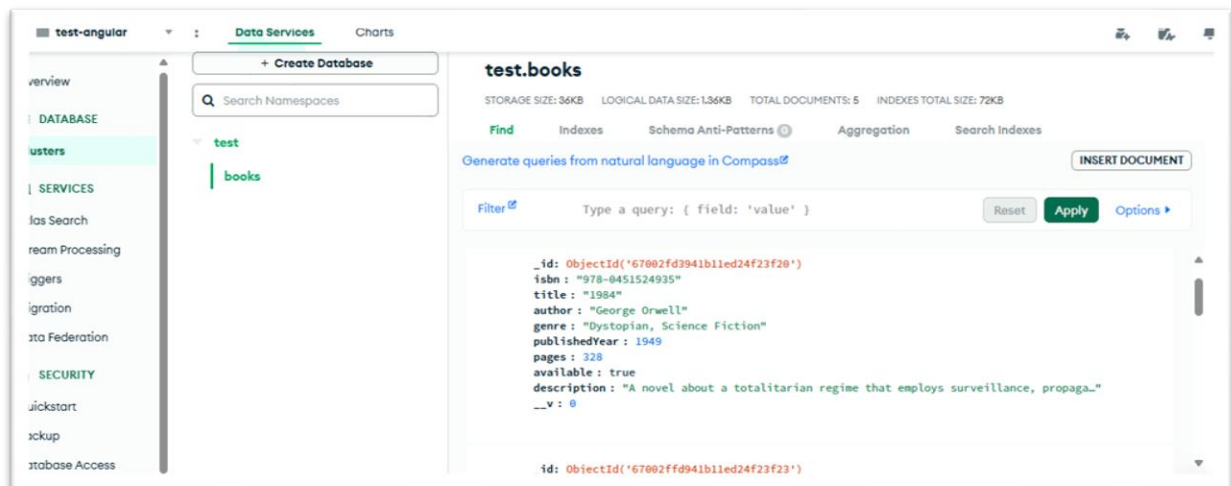 test-angular
Data Services
Charts
verview
DATABASE
lusters
SERVICES
las Search
ream Processing
iggers
igration
ata Federation
SECURITY
uickstart
ackup
atabase Access
+ Create Database
Search Namespaces
test
books
test.books
STORAGE SIZE: 36KB LOGICAL DATA SIZE: 1.36KB TOTAL DOCUMENTS: 5 INDEXES TOTAL SIZE: 72KB
Find Indexes Schema Anti-Patterns 0 Aggregation Search Indexes
Generate queries from natural language in Compass
INSERT DOCUMENT
Filter Type a query: { field: 'value' } Reset Apply Options
_id: ObjectId('67002fd3941b11ed24f23f20')
isbn : "978-0451524935"
title : "1984"
author : "George Orwell"
genre : "Dystopian, Science Fiction"
publishedYear : 1949
pages : 328
available : true
description : "A novel about a totalitarian regime that employs surveillance, propaga…"
__v : 0
id: ObjectId('67002ffd941b11ed24f23f23')